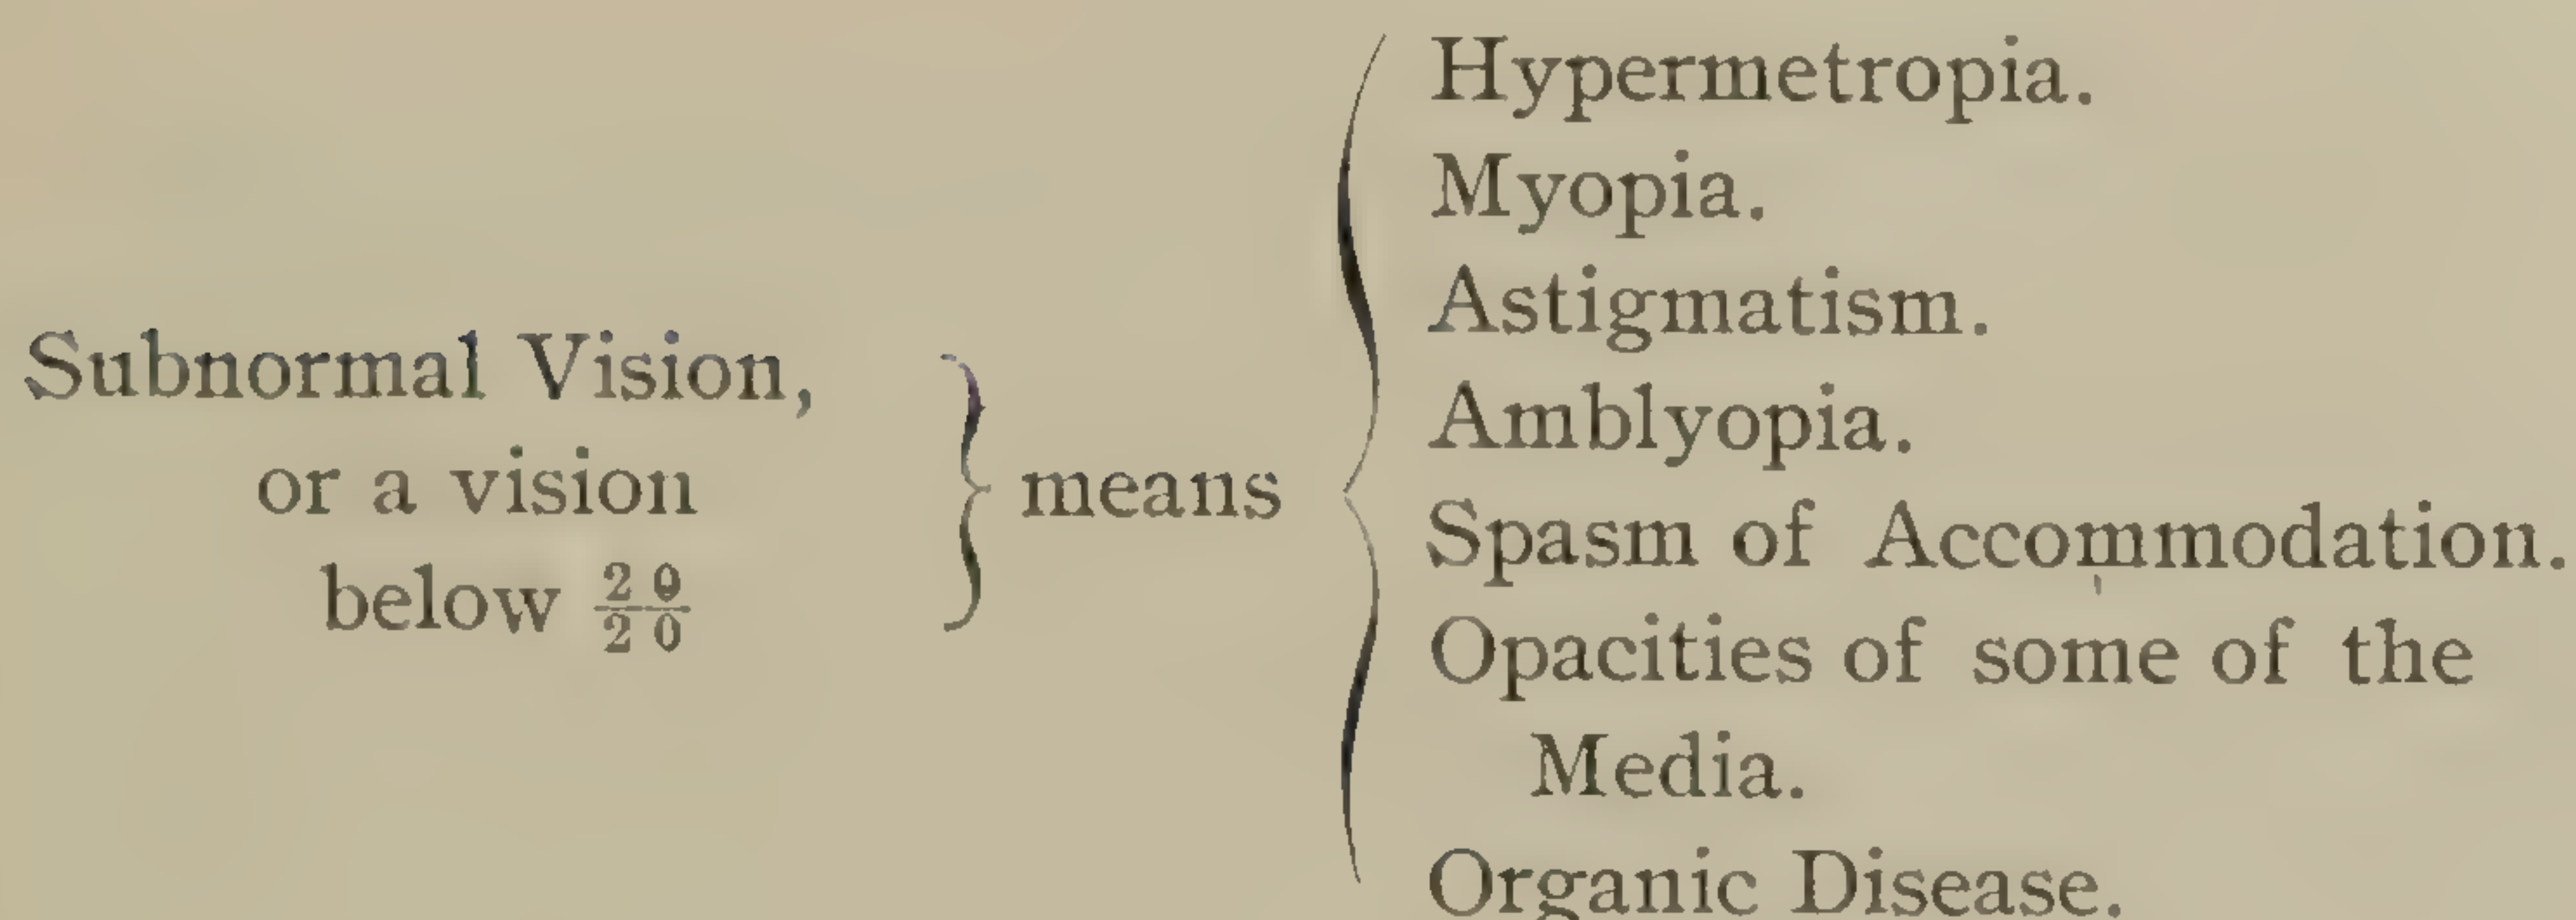 Subnormal Vision,
or a vision
below 20/20
means
Hypermetropia.
Myopia.
Astigmatism.
Amblyopia.
Spasm of Accommodation.
Opacities of some of the
Media.
Organic Disease.